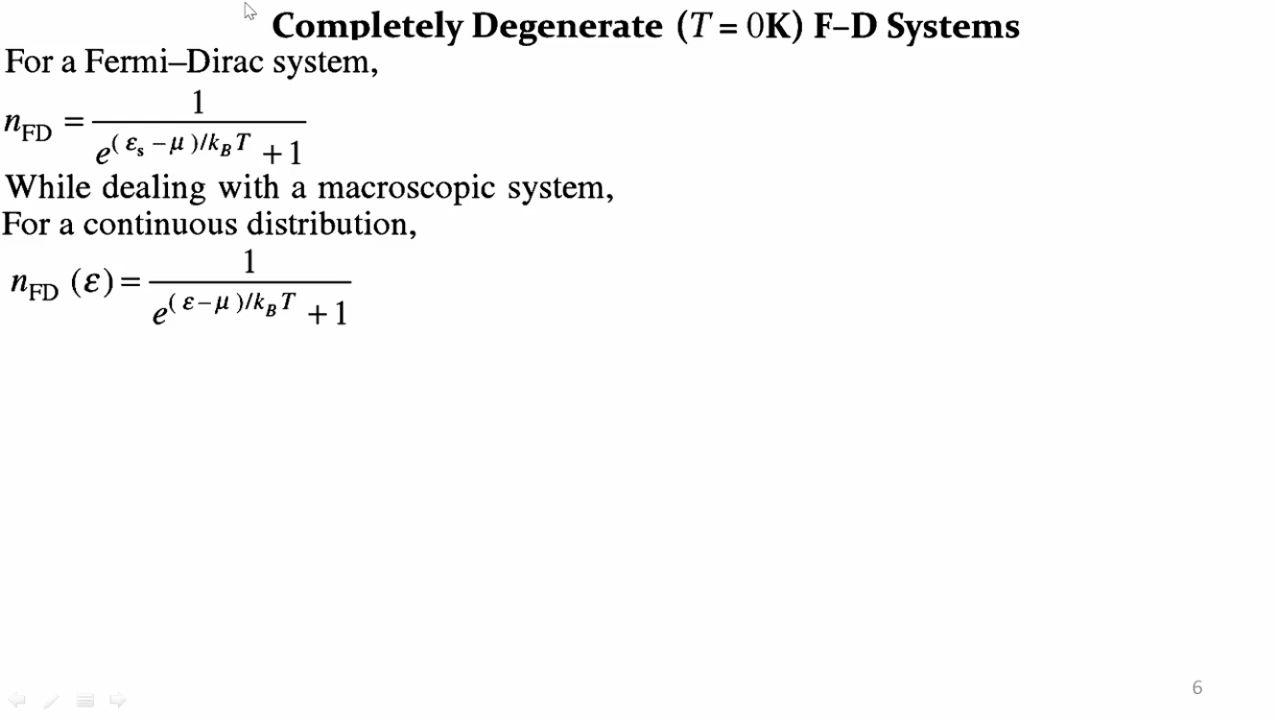 Completely Degenerate (T = 0K) F–D Systems
For a Fermi–Dirac system,
n_FD = 1 / (e^{(ε_s − μ)/k_B T} + 1)
While dealing with a macroscopic system,
For a continuous distribution,
n_FD (ε) = 1 / (e^{(ε−μ)/k_B T} + 1)
6